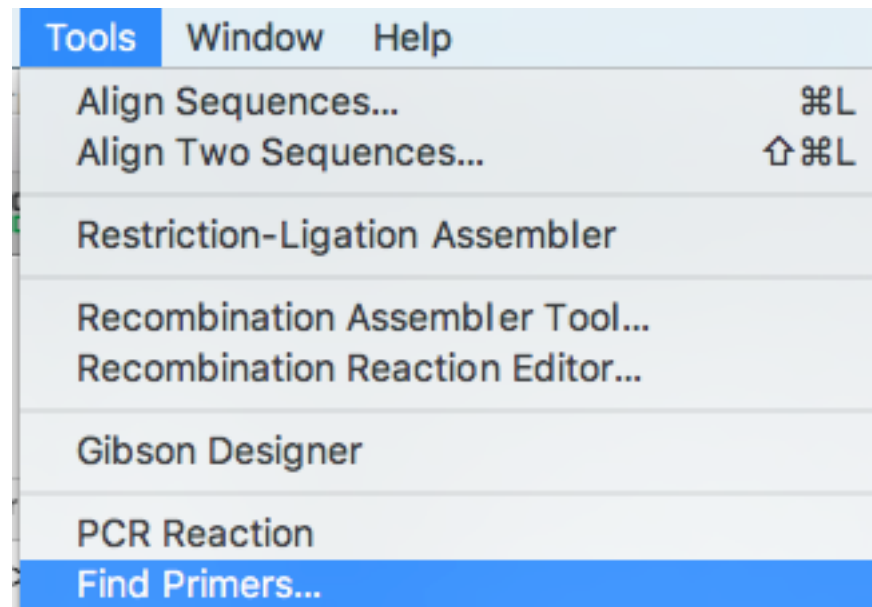 Tools Window Help
Align Sequences... ⌘L
Align Two Sequences... ⇧⌘L
Restriction-Ligation Assembler
Recombination Assembler Tool...
Recombination Reaction Editor...
Gibson Designer
PCR Reaction
Find Primers...